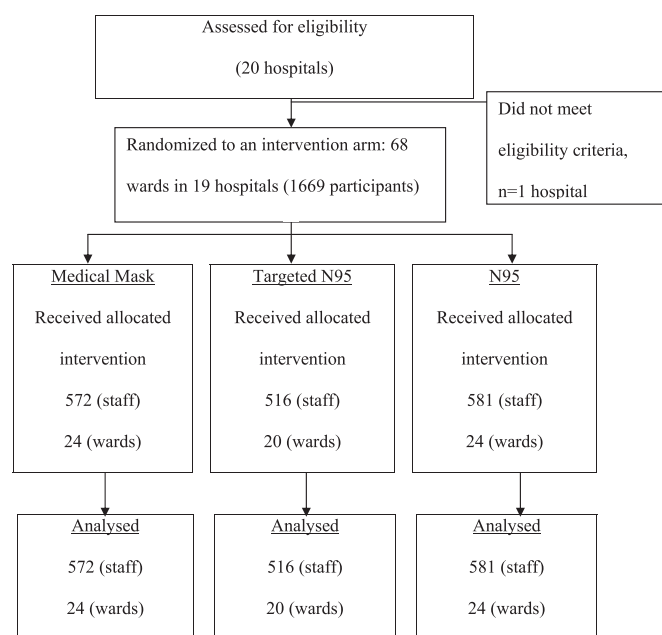 Assessed for eligibility
(20 hospitals)
Did not meet
eligibility criteria,
n=1 hospital
Randomized to an intervention arm: 68
wards in 19 hospitals (1669 participants)
Medical Mask
Received allocated
intervention
572 (staff)
24 (wards)
Targeted N95
Received allocated
intervention
516 (staff)
20 (wards)
N95
Received allocated
intervention
581 (staff)
24 (wards)
Analysed
572 (staff)
24 (wards)
Analysed
516 (staff)
20 (wards)
Analysed
581 (staff)
24 (wards)